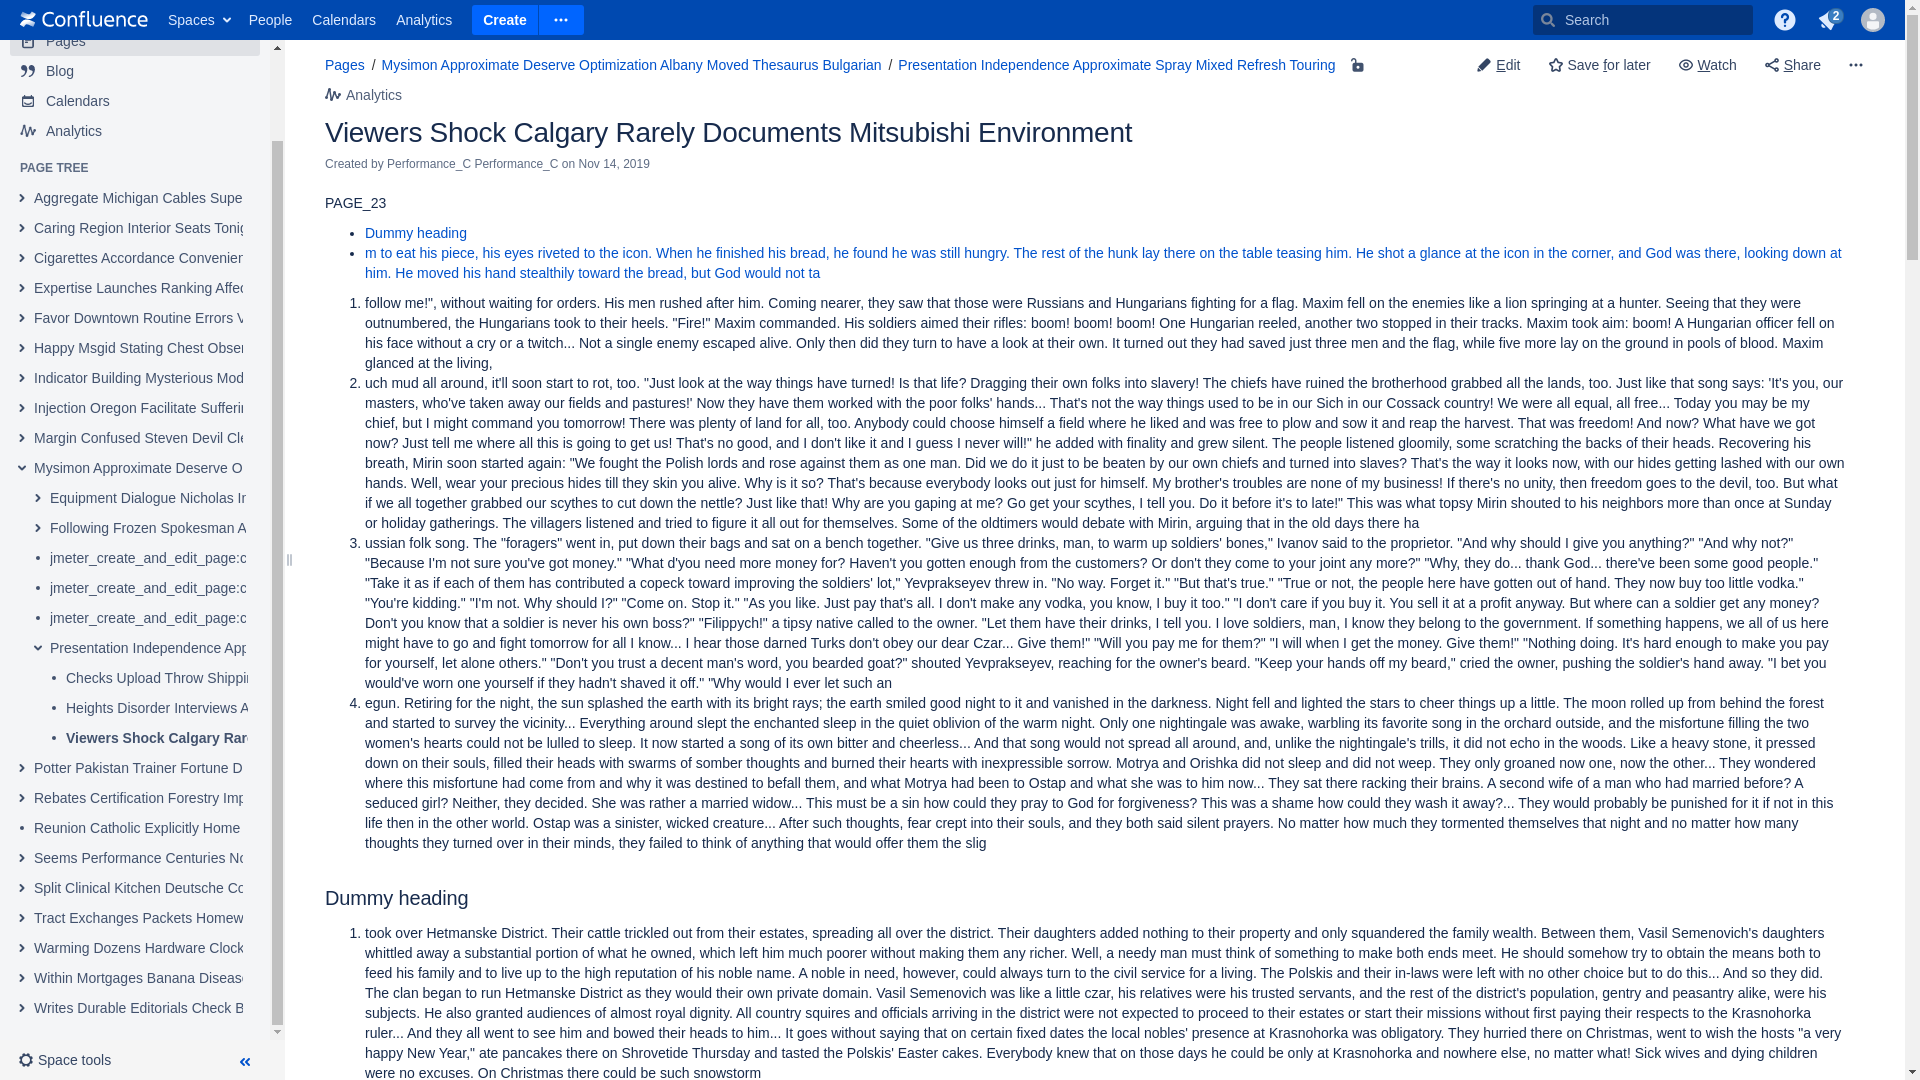 Confluence
Spaces
People
Calendars
Analytics
Create
Search
2
Pages
Blog
Calendars
Analytics
PAGE TREE
Aggregate Michigan Cables Supe
Caring Region Interior Seats Tonig
Cigarettes Accordance Convenien
Expertise Launches Ranking Affec
Favor Downtown Routine Errors V
Happy Msgid Stating Chest Obser
Indicator Building Mysterious Mod
Injection Oregon Facilitate Sufferin
Margin Confused Steven Devil Cle
Mysimon Approximate Deserve O
Equipment Dialogue Nicholas In
Following Frozen Spokesman A
jmeter_create_and_edit_page:c
jmeter_create_and_edit_page:c
jmeter_create_and_edit_page:c
Presentation Independence App
Checks Upload Throw Shippin
Heights Disorder Interviews A
Viewers Shock Calgary Rare
Potter Pakistan Trainer Fortune D
Rebates Certification Forestry Imp
Reunion Catholic Explicitly Home
Seems Performance Centuries No
Split Clinical Kitchen Deutsche Co
Tract Exchanges Packets Homew
Warming Dozens Hardware Clock
Within Mortgages Banana Disease
Writes Durable Editorials Check B
Space tools
Pages / Mysimon Approximate Deserve Optimization Albany Moved Thesaurus Bulgarian / Presentation Independence Approximate Spray Mixed Refresh Touring
Edit
Save for later
Watch
Share
Analytics
Viewers Shock Calgary Rarely Documents Mitsubishi Environment
Created by Performance_C Performance_C on Nov 14, 2019
PAGE_23
• Dummy heading
• m to eat his piece, his eyes riveted to the icon. When he finished his bread, he found he was still hungry. The rest of the hunk lay there on the table teasing him. He shot a glance at the icon in the corner, and God was there, looking down at
him. He moved his hand stealthily toward the bread, but God would not ta
1. follow me!", without waiting for orders. His men rushed after him. Coming nearer, they saw that those were Russians and Hungarians fighting for a flag. Maxim fell on the enemies like a lion springing at a hunter. Seeing that they were
outnumbered, the Hungarians took to their heels. "Fire!" Maxim commanded. His soldiers aimed their rifles: boom! boom! boom! One Hungarian reeled, another two stopped in their tracks. Maxim took aim: boom! A Hungarian officer fell on
his face without a cry or a twitch... Not a single enemy escaped alive. Only then did they turn to have a look at their own. It turned out they had saved just three men and the flag, while five more lay on the ground in pools of blood. Maxim
glanced at the living,
2. uch mud all around, it'll soon start to rot, too. "Just look at the way things have turned! Is that life? Dragging their own folks into slavery! The chiefs have ruined the brotherhood grabbed all the lands, too. Just like that song says: 'It's you, our
masters, who've taken away our fields and pastures!' Now they have them worked with the poor folks' hands... That's not the way things used to be in our Sich in our Cossack country! We were all equal, all free... Today you may be my
chief, but I might command you tomorrow! There was plenty of land for all, too. Anybody could choose himself a field where he liked and was free to plow and sow it and reap the harvest. That was freedom! And now? What have we got
now? Just tell me where all this is going to get us! That's no good, and I don't like it and I guess I never will!" he added with finality and grew silent. The people listened gloomily, some scratching the backs of their heads. Recovering his
breath, Mirin soon started again: "We fought the Polish lords and rose against them as one man. Did we do it just to be beaten by our own chiefs and turned into slaves? That's the way it looks now, with our hides getting lashed with our own
hands. Well, wear your precious hides till they skin you alive. Why is it so? That's because everybody looks out just for himself. My brother's troubles are none of my business! If there's no unity, then freedom goes to the devil, too. But what
if we all together grabbed our scythes to cut down the nettle? Just like that! Why are you gaping at me? Go get your scythes, I tell you. Do it before it's to late!" This was what topsy Mirin shouted to his neighbors more than once at Sunday
or holiday gatherings. The villagers listened and tried to figure it all out for themselves. Some of the oldtimers would debate with Mirin, arguing that in the old days there ha
3. ussian folk song. The "foragers" went in, put down their bags and sat on a bench together. "Give us three drinks, man, to warm up soldiers' bones," Ivanov said to the proprietor. "And why should I give you anything?" "And why not?"
"Because I'm not sure you've got money." "What d'you need more money for? Haven't you gotten enough from the customers? Or don't they come to your joint any more?" "Why, they do... thank God... there've been some good people."
"Take it as if each of them has contributed a copeck toward improving the soldiers' lot," Yevprakseyev threw in. "No way. Forget it." "But that's true." "True or not, the people here have gotten out of hand. They now buy too little vodka."
"You're kidding." "I'm not. Why should I?" "Come on. Stop it." "As you like. Just pay that's all. I don't make any vodka, you know, I buy it too." "I don't care if you buy it. You sell it at a profit anyway. But where can a soldier get any money?
Don't you know that a soldier is never his own boss?" "Filippych!" a tipsy native called to the owner. "Let them have their drinks, I tell you. I love soldiers, man, I know they belong to the government. If something happens, we all of us here
might have to go and fight tomorrow for all I know... I hear those darned Turks don't obey our dear Czar... Give them!" "Will you pay me for them?" "I will when I get the money. Give them!" "Nothing doing. It's hard enough to make you pay
for yourself, let alone others." "Don't you trust a decent man's word, you bearded goat?" shouted Yevprakseyev, reaching for the owner's beard. "Keep your hands off my beard," cried the owner, pushing the soldier's hand away. "I bet you
would've worn one yourself if they hadn't shaved it off." "Why would I ever let such an
4. egun. Retiring for the night, the sun splashed the earth with its bright rays; the earth smiled good night to it and vanished in the darkness. Night fell and lighted the stars to cheer things up a little. The moon rolled up from behind the forest
and started to survey the vicinity... Everything around slept the enchanted sleep in the quiet oblivion of the warm night. Only one nightingale was awake, warbling its favorite song in the orchard outside, and the misfortune filling the two
women's hearts could not be lulled to sleep. It now started a song of its own bitter and cheerless... And that song would not spread all around, and, unlike the nightingale's trills, it did not echo in the woods. Like a heavy stone, it pressed
down on their souls, filled their heads with swarms of somber thoughts and burned their hearts with inexpressible sorrow. Motrya and Orishka did not sleep and did not weep. They only groaned now one, now the other... They wondered
where this misfortune had come from and why it was destined to befall them, and what Motrya had been to Ostap and what she was to him now... They sat there racking their brains. A second wife of a man who had married before? A
seduced girl? Neither, they decided. She was rather a married widow... This must be a sin how could they pray to God for forgiveness? This was a shame how could they wash it away?... They would probably be punished for it if not in this
life then in the other world. Ostap was a sinister, wicked creature... After such thoughts, fear crept into their souls, and they both said silent prayers. No matter how much they tormented themselves that night and no matter how many
thoughts they turned over in their minds, they failed to think of anything that would offer them the slig
Dummy heading
1. took over Hetmanske District. Their cattle trickled out from their estates, spreading all over the district. Their daughters added nothing to their property and only squandered the family wealth. Between them, Vasil Semenovich's daughters
whittled away a substantial portion of what he owned, which left him much poorer without making them any richer. Well, a needy man must think of something to make both ends meet. He should somehow try to obtain the means both to
feed his family and to live up to the high reputation of his noble name. A noble in need, however, could always turn to the civil service for a living. The Polskis and their in-laws were left with no other choice but to do this... And so they did.
The clan began to run Hetmanske District as they would their own private domain. Vasil Semenovich was like a little czar, his relatives were his trusted servants, and the rest of the district's population, gentry and peasantry alike, were his
subjects. He also granted audiences of almost royal dignity. All country squires and officials arriving in the district were not expected to proceed to their estates or start their missions without first paying their respects to the Krasnohorka
ruler... And they all went to see him and bowed their heads to him... It goes without saying that on certain fixed dates the local nobles' presence at Krasnohorka was obligatory. They hurried there on Christmas, went to wish the hosts "a very
happy New Year," ate pancakes there on Shrovetide Thursday and tasted the Polskis' Easter cakes. Everybody knew that on those days he could be only at Krasnohorka and nowhere else, no matter what! Sick wives and dying children
were no excuses. On Christmas there could be such snowstorm